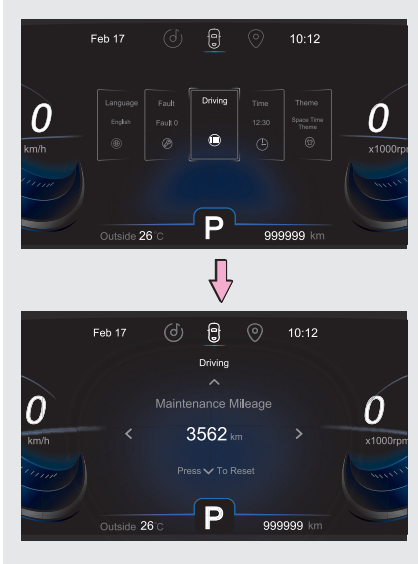 Feb 17 10:12
Language Fault Driving Time Theme
English Fault 0 12:30 Space Time
Theme
0 0
km/h x1000rpm
P
Outside 26°C 999999 km
Feb 17 10:12
Driving
Maintenance Mileage
0 0
3562 km
km/h x1000rpm
Press To Reset
P
Outside 26°C 999999 km